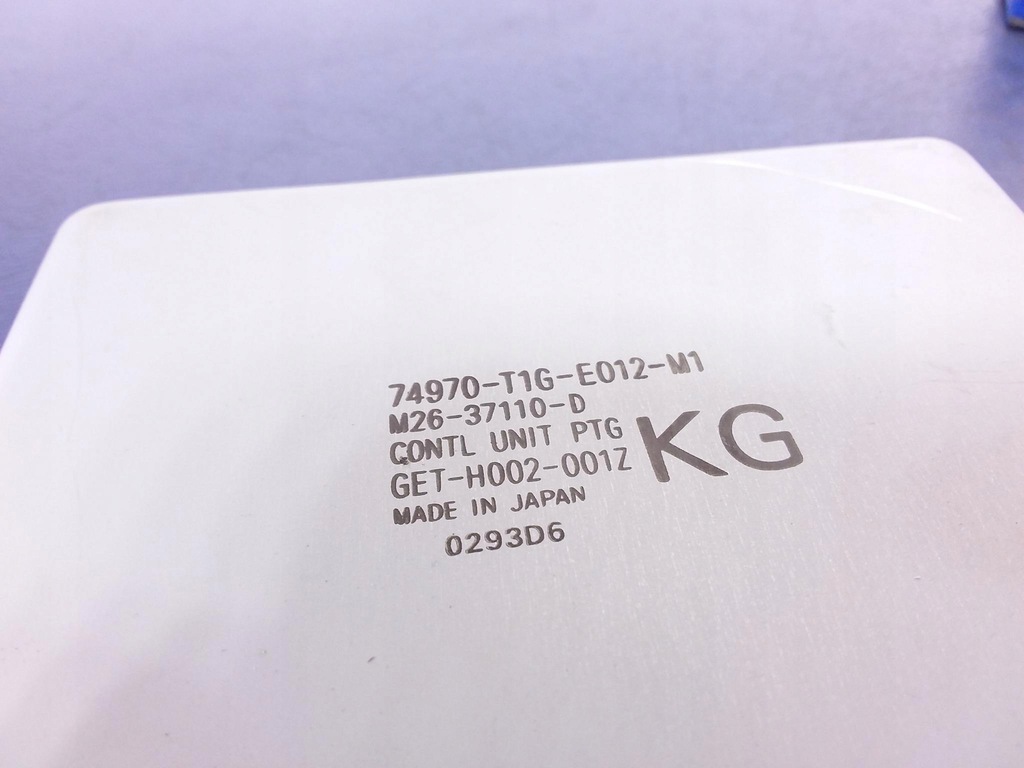 74970-T1G-E012-M1
M26-37110-D
CONTL UNIT PTG
KG
GET-H002-001Z
MADE IN JAPAN
0293D6